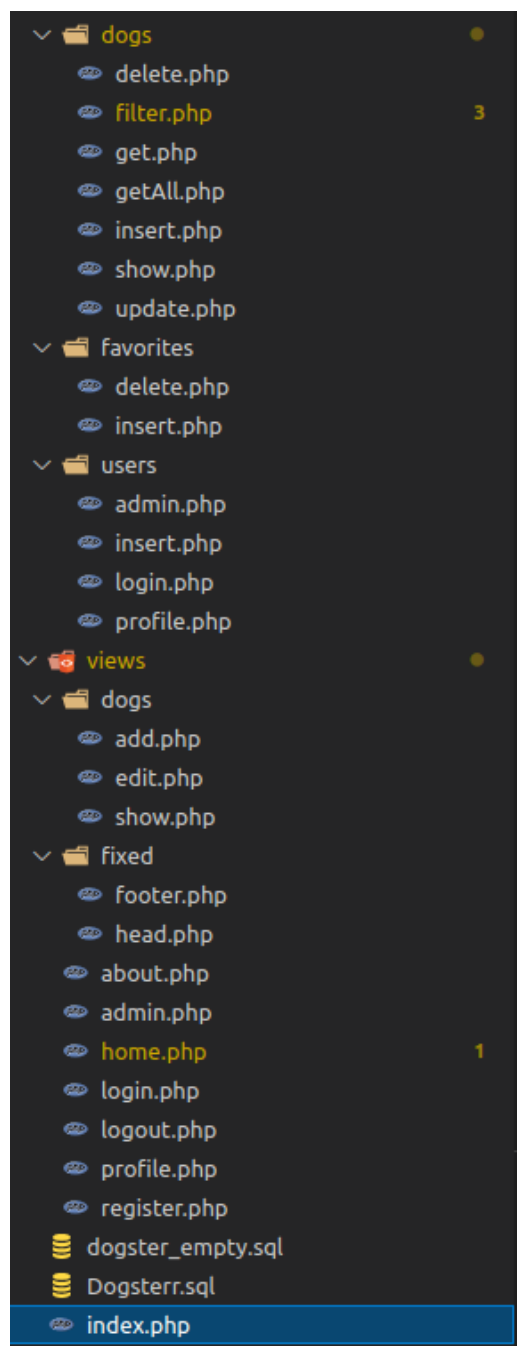 dogs
delete.php
filter.php 3
get.php
getAll.php
insert.php
show.php
update.php
favorites
delete.php
insert.php
users
admin.php
insert.php
login.php
profile.php
views
dogs
add.php
edit.php
show.php
fixed
footer.php
head.php
about.php
admin.php
home.php 1
login.php
logout.php
profile.php
register.php
dogster_empty.sql
Dogsterr.sql
index.php